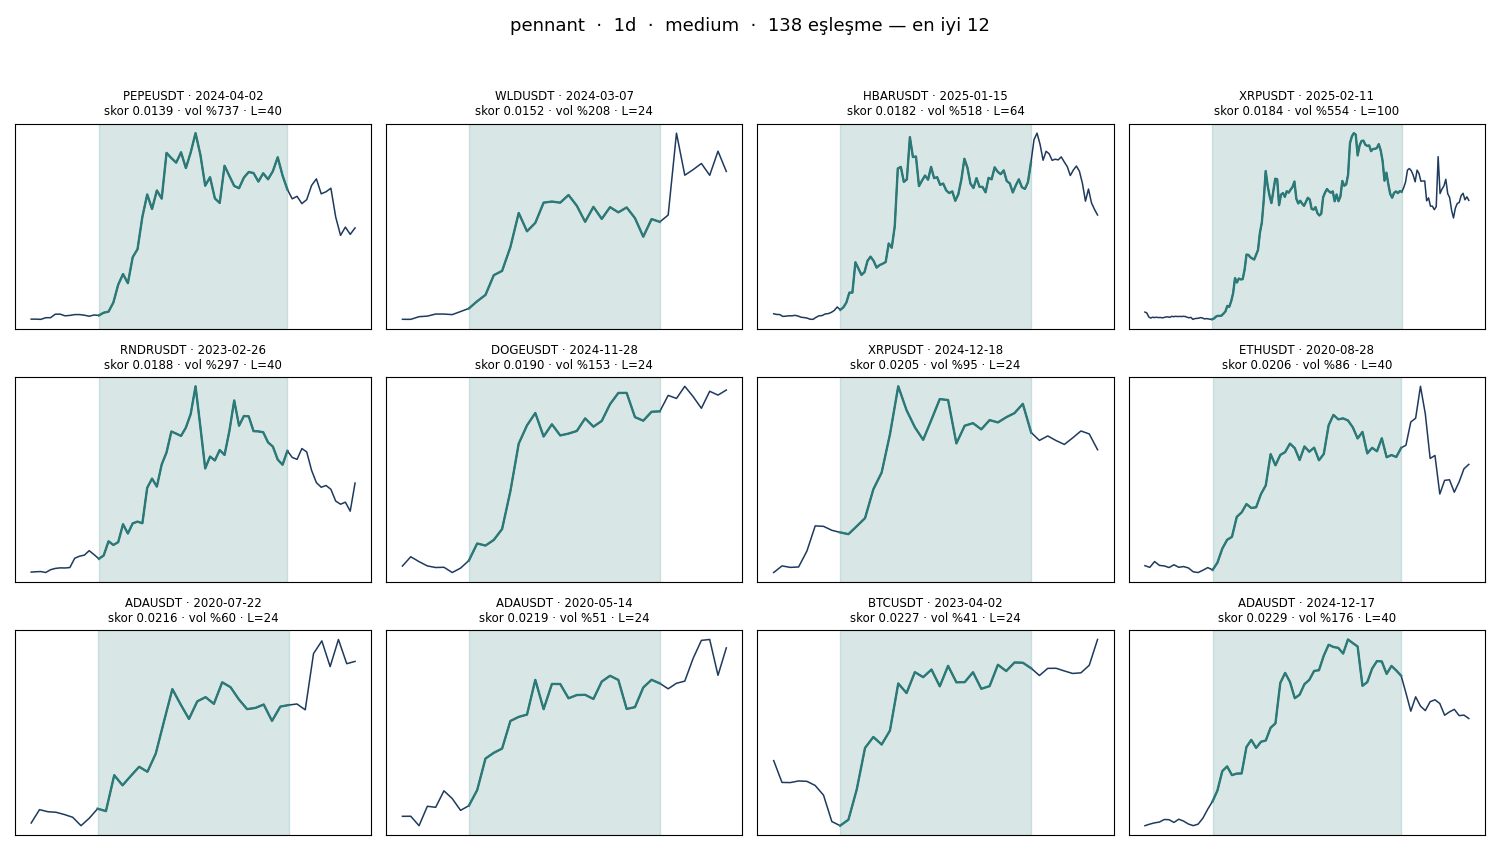 pennant · 1d · medium · 138 eşleşme — en iyi 12
PEPEUSDT · 2024-04-02
skor 0.0139 · vol %737 · L=40
WLDUSDT · 2024-03-07
skor 0.0152 · vol %208 · L=24
HBARUSDT · 2025-01-15
skor 0.0182 · vol %518 · L=64
XRPUSDT · 2025-02-11
skor 0.0184 · vol %554 · L=100
RNDRUSDT · 2023-02-26
skor 0.0188 · vol %297 · L=40
DOGEUSDT · 2024-11-28
skor 0.0190 · vol %153 · L=24
XRPUSDT · 2024-12-18
skor 0.0205 · vol %95 · L=24
ETHUSDT · 2020-08-28
skor 0.0206 · vol %86 · L=40
ADAUSDT · 2020-07-22
skor 0.0216 · vol %60 · L=24
ADAUSDT · 2020-05-14
skor 0.0219 · vol %51 · L=24
BTCUSDT · 2023-04-02
skor 0.0227 · vol %41 · L=24
ADAUSDT · 2024-12-17
skor 0.0229 · vol %176 · L=40